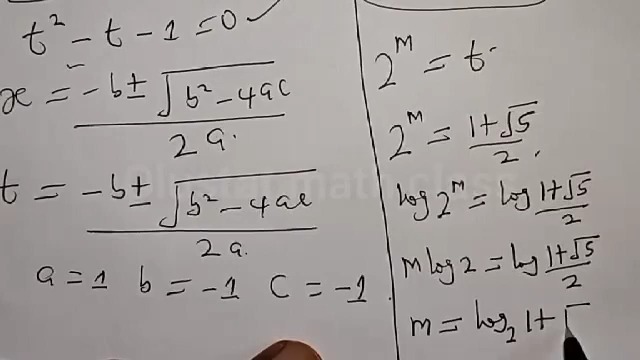 t² - t - 1 = 0 ✓
x = -b ± √(b² - 4ac) / 2a.
t = -b ± √(b² - 4ac) / 2a.
a = 1 b = -1 c = -1
2^m = t.
2^m = (1+√5)/2.
log 2^m = log (1+√5)/2
m log 2 = log (1+√5)/2
m = log₂ 1+√